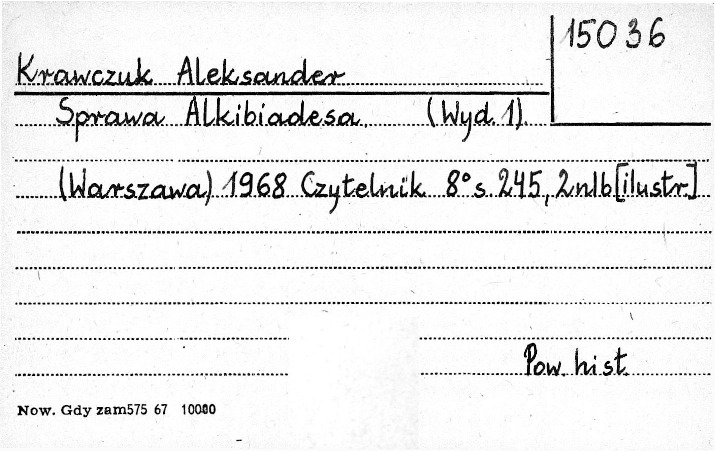 15036
Krawczuk Aleksander
Sprawa Alkibiadesa. (Wyd. 1).
(Warszawa) 1968 Czytelnik 8° s. 245, 2nlb [ilustr.]
Pow. hist.
Now. Gdy zam575 67 10000